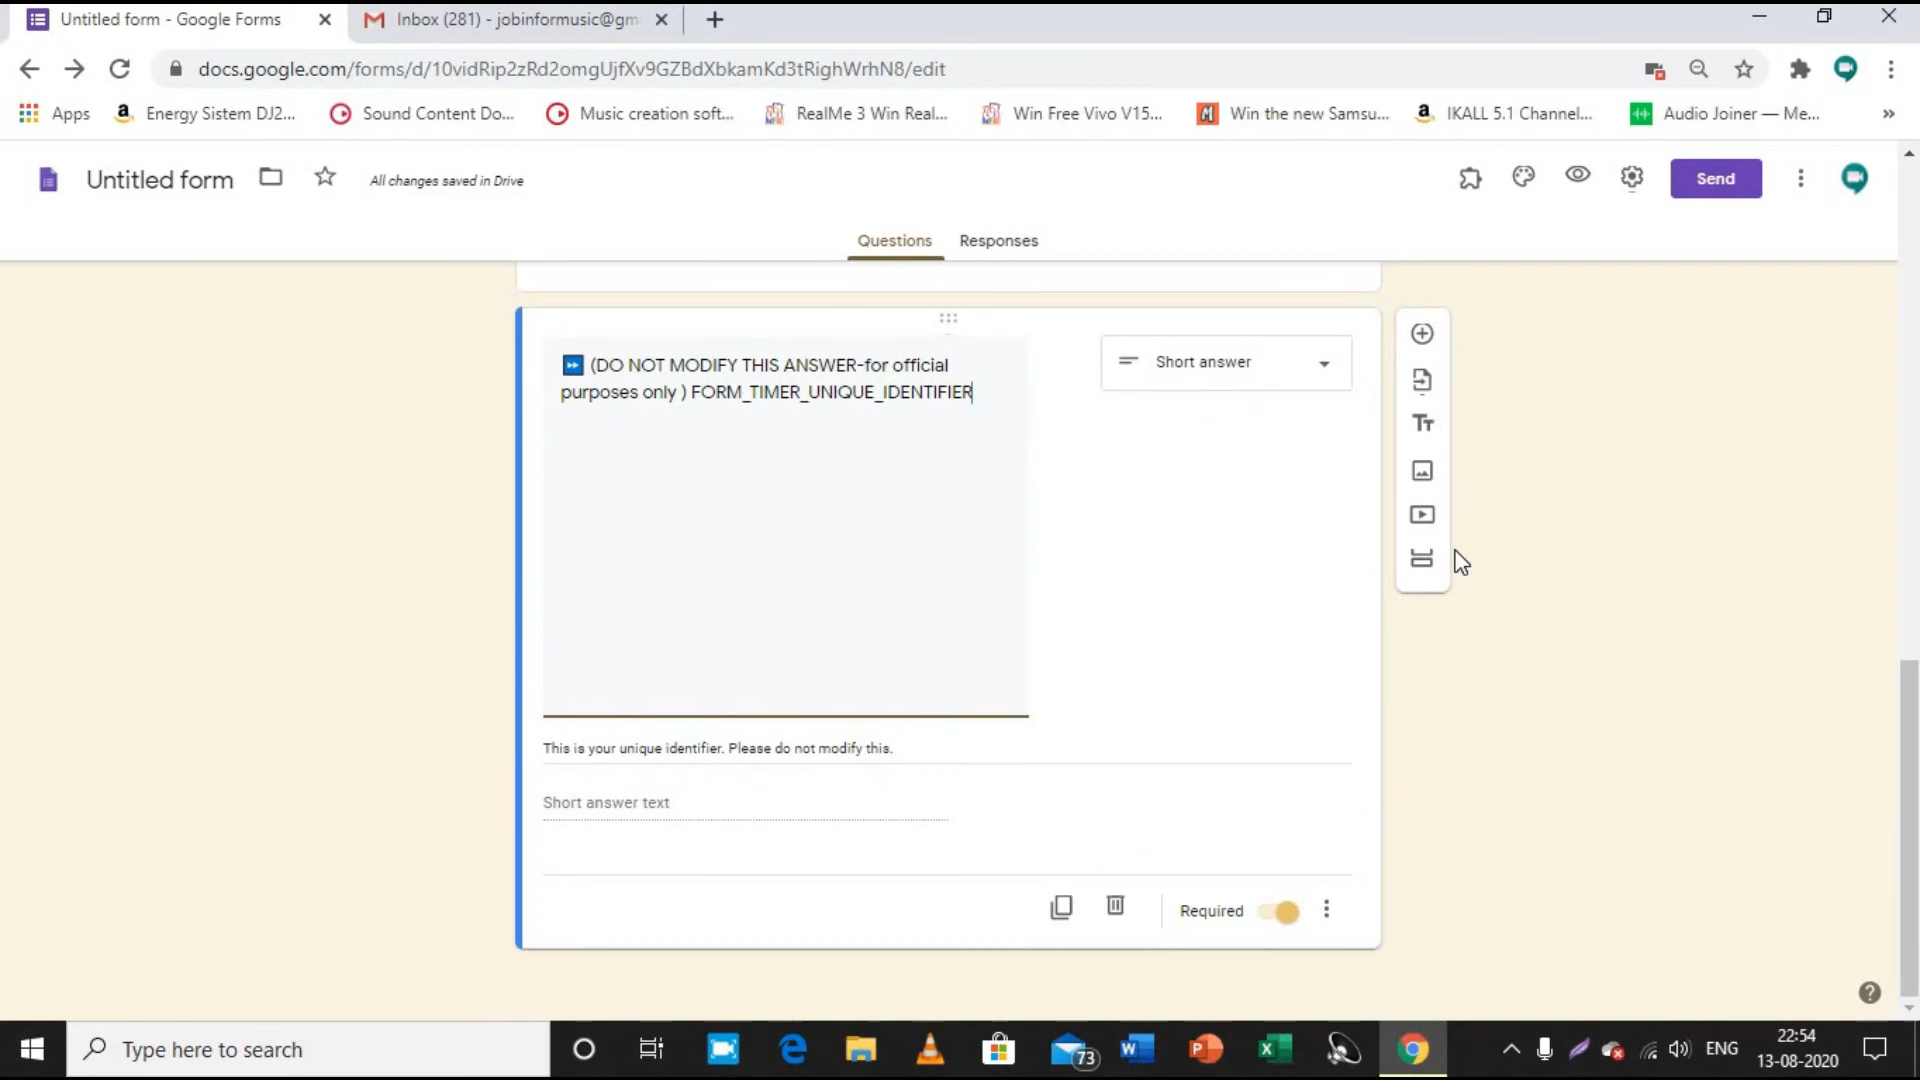 Untitled form - Google Forms
Inbox (281) - jobinformusic@gm
docs.google.com/forms/d/10vidRip2zRd2omgUjfXv9GZBdXbkamKd3tRighWrhN8/edit
Apps
Energy Sistem DJ2...
Sound Content Do...
Music creation soft...
RealMe 3 Win Real...
Win Free Vivo V15...
Win the new Samsu...
IKALL 5.1 Channel...
Audio Joiner — Me...
»
Untitled form
All changes saved in Drive
Send
Questions
Responses
⏩ (DO NOT MODIFY THIS ANSWER-for official
purposes only ) FORM_TIMER_UNIQUE_IDENTIFIER
Short answer
This is your unique identifier. Please do not modify this.
Short answer text
Required
Type here to search
73
ENG
22:54
13-08-2020